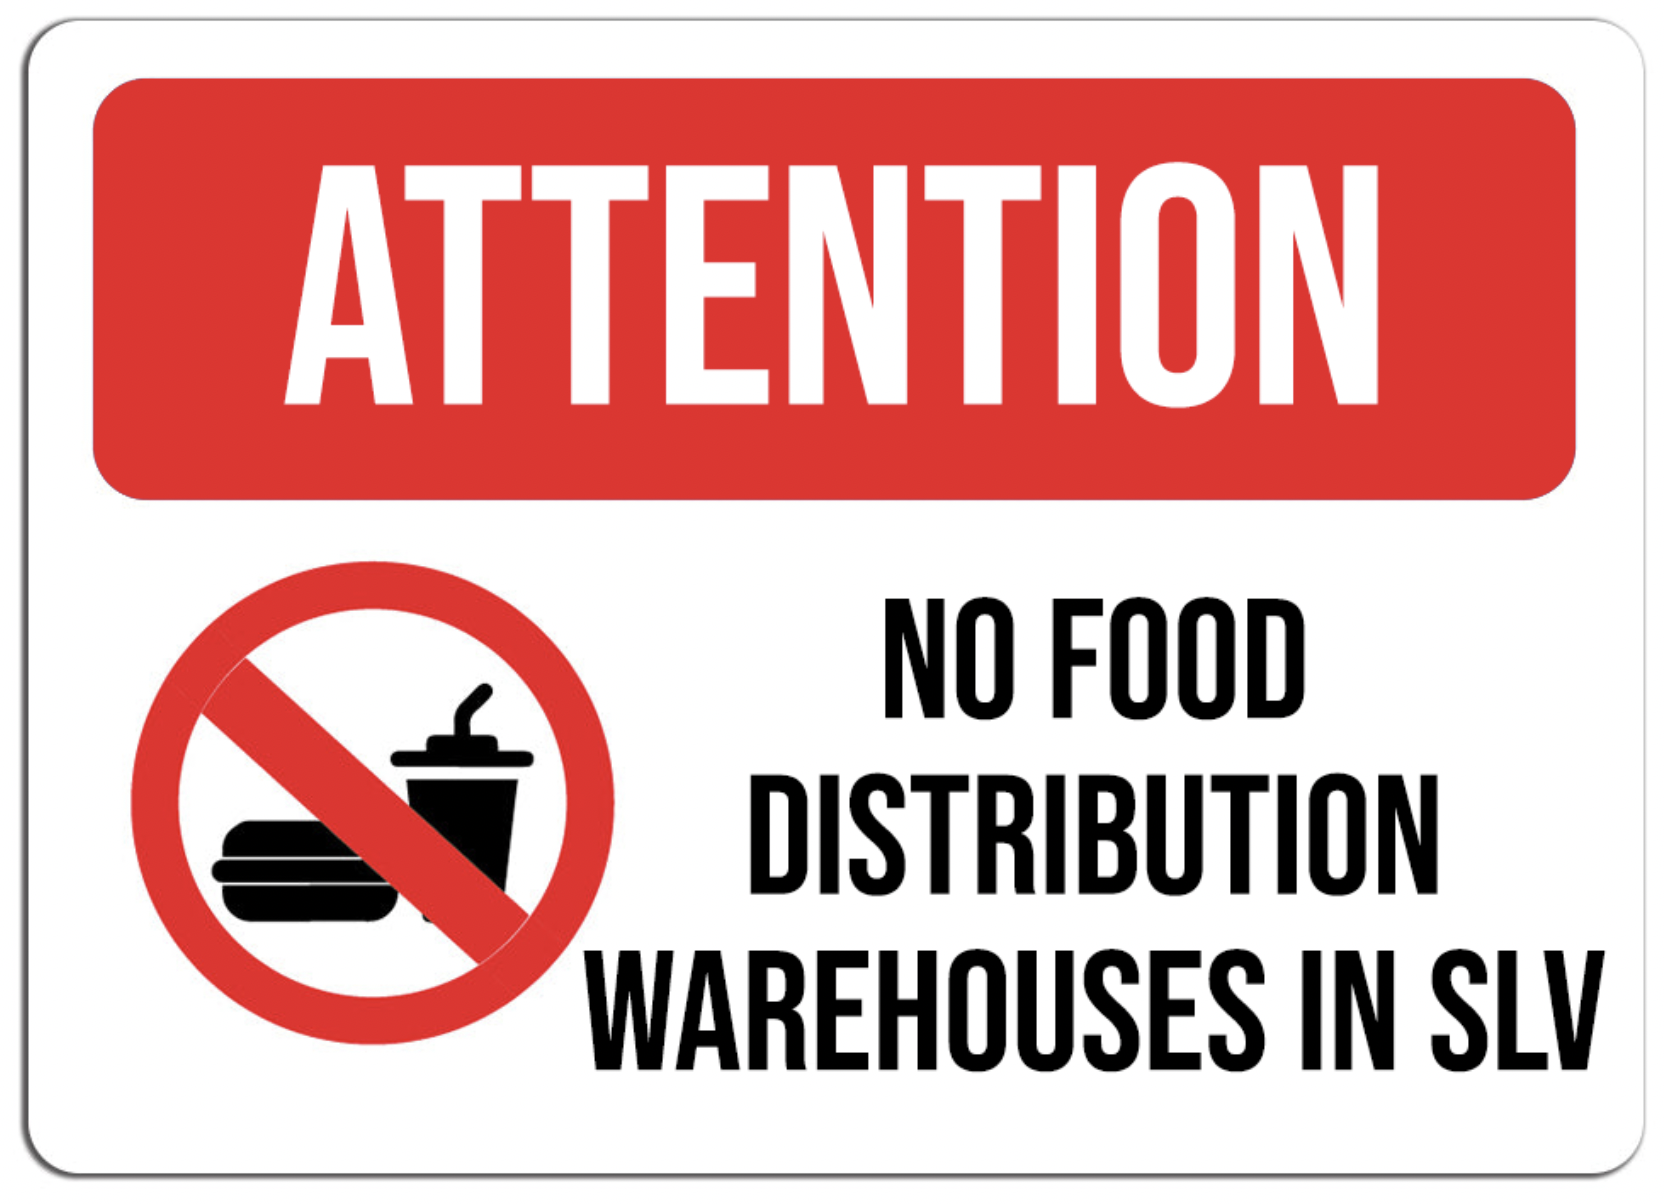 ATTENTION
NO FOOD
DISTRIBUTION
WAREHOUSES IN SLV